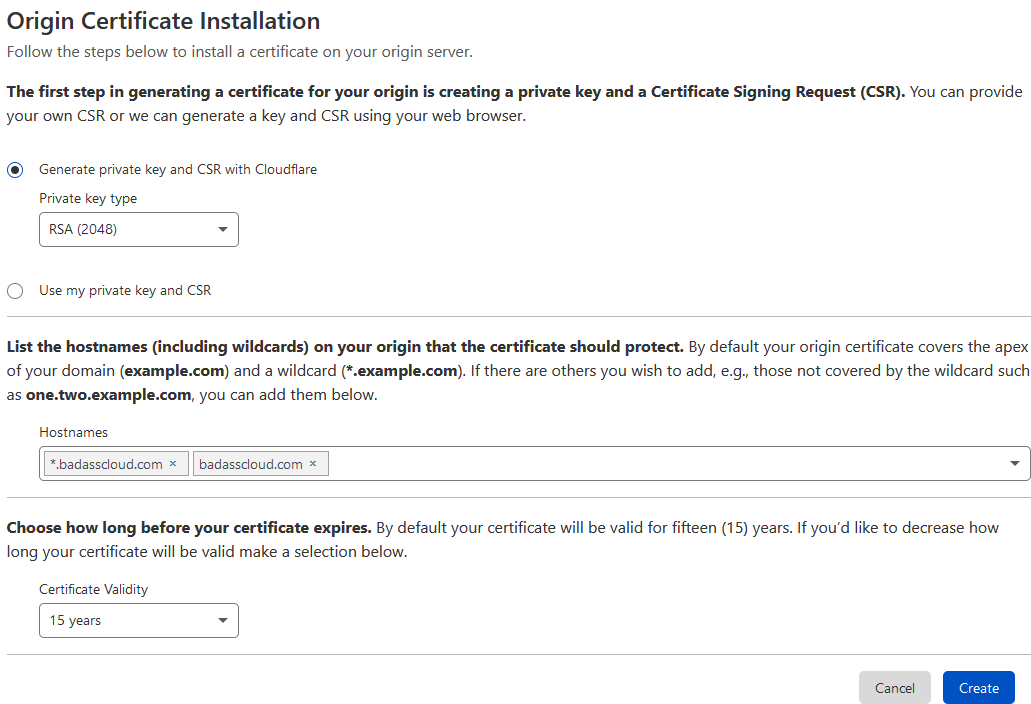 Origin Certificate Installation
Follow the steps below to install a certificate on your origin server.
The first step in generating a certificate for your origin is creating a private key and a Certificate Signing Request (CSR). You can provide
your own CSR or we can generate a key and CSR using your web browser.
Generate private key and CSR with Cloudflare
Private key type
RSA (2048)
Use my private key and CSR
List the hostnames (including wildcards) on your origin that the certificate should protect. By default your origin certificate covers the apex
of your domain (example.com) and a wildcard (*.example.com). If there are others you wish to add, e.g., those not covered by the wildcard such
as one.two.example.com, you can add them below.
Hostnames
*.badasscloud.com × badasscloud.com ×
Choose how long before your certificate expires. By default your certificate will be valid for fifteen (15) years. If you'd like to decrease how
long your certificate will be valid make a selection below.
Certificate Validity
15 years
Cancel Create